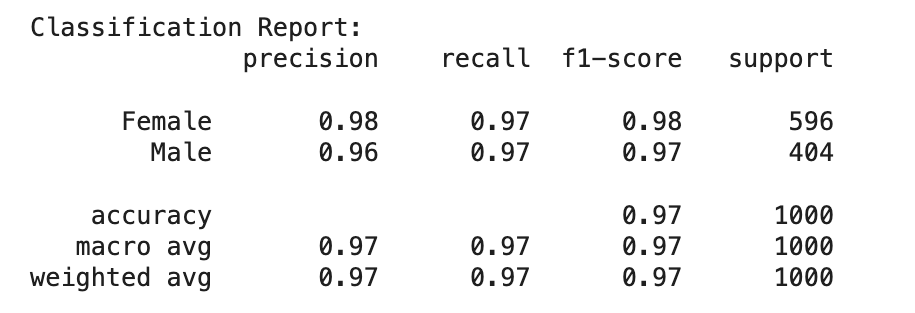 Classification Report:
precision recall f1-score support
Female 0.98 0.97 0.98 596
Male 0.96 0.97 0.97 404
accuracy 0.97 1000
macro avg 0.97 0.97 0.97 1000
weighted avg 0.97 0.97 0.97 1000